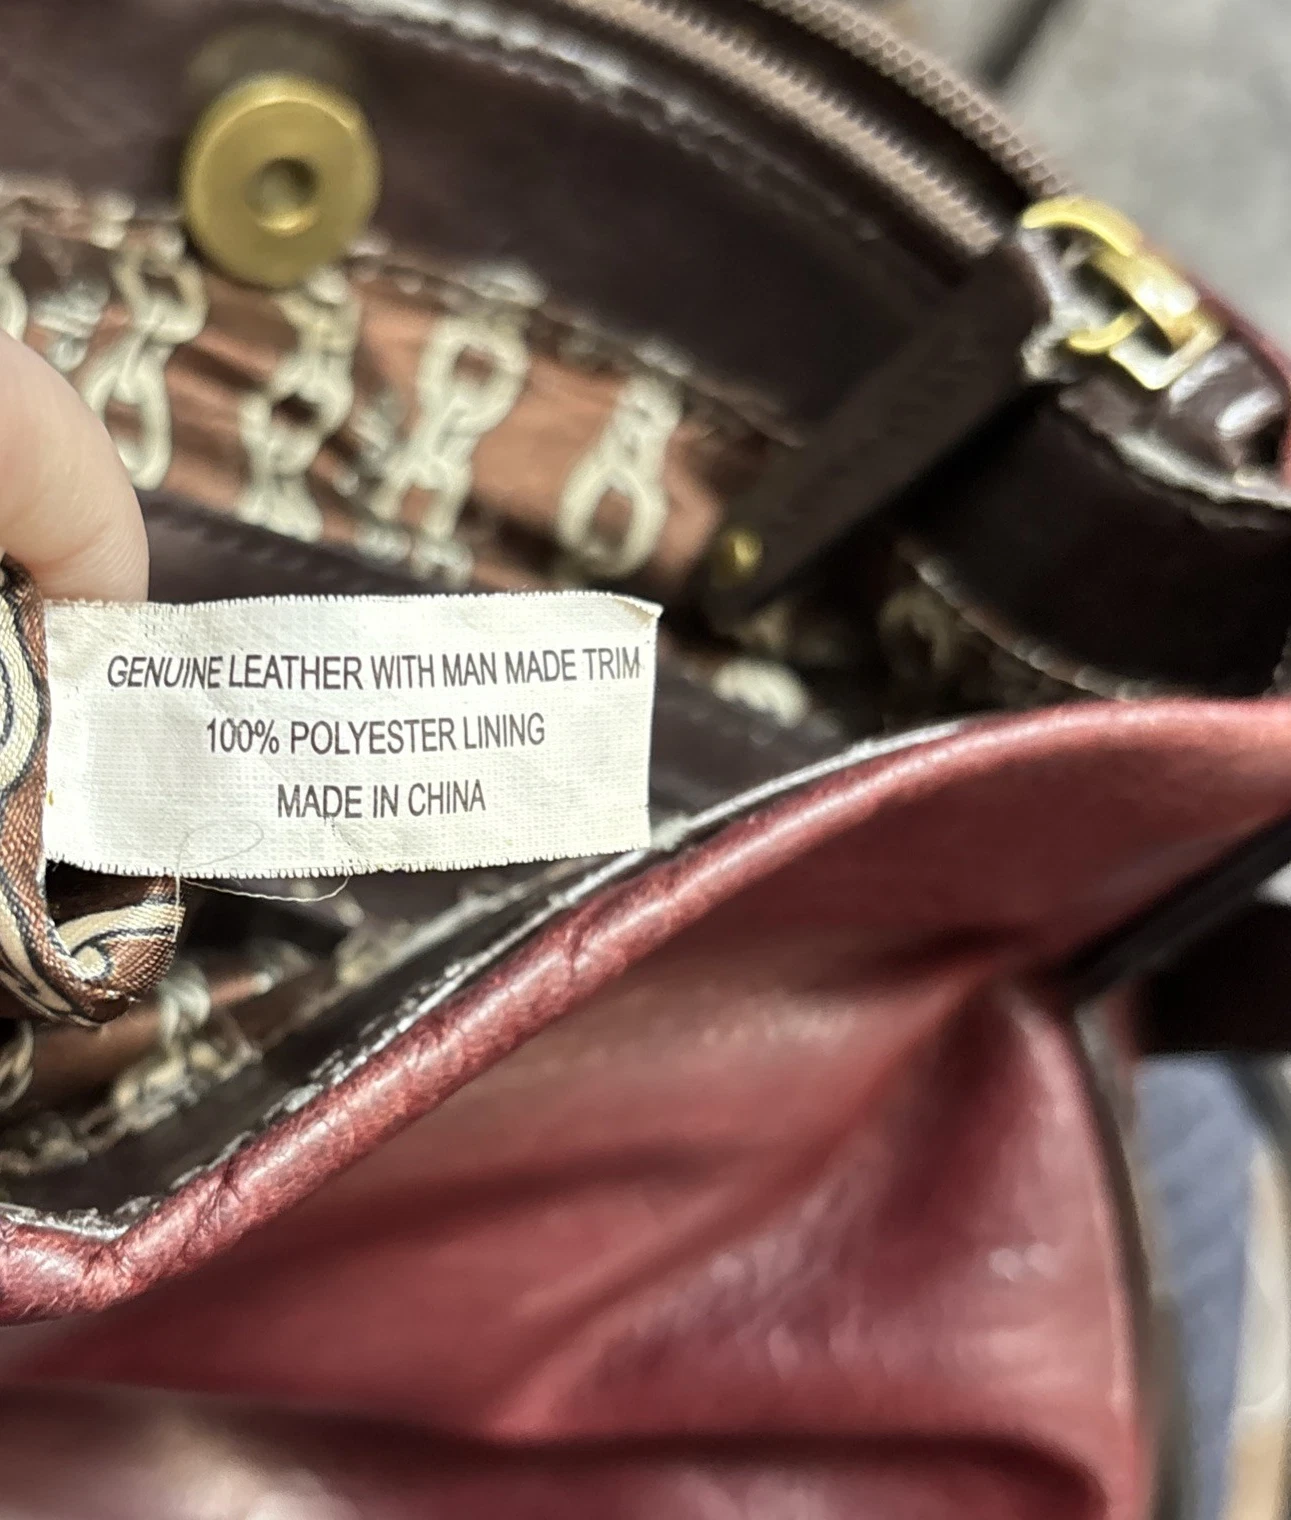 GENUINE LEATHER WITH MAN MADE TRIM
100% POLYESTER LINING
MADE IN CHINA